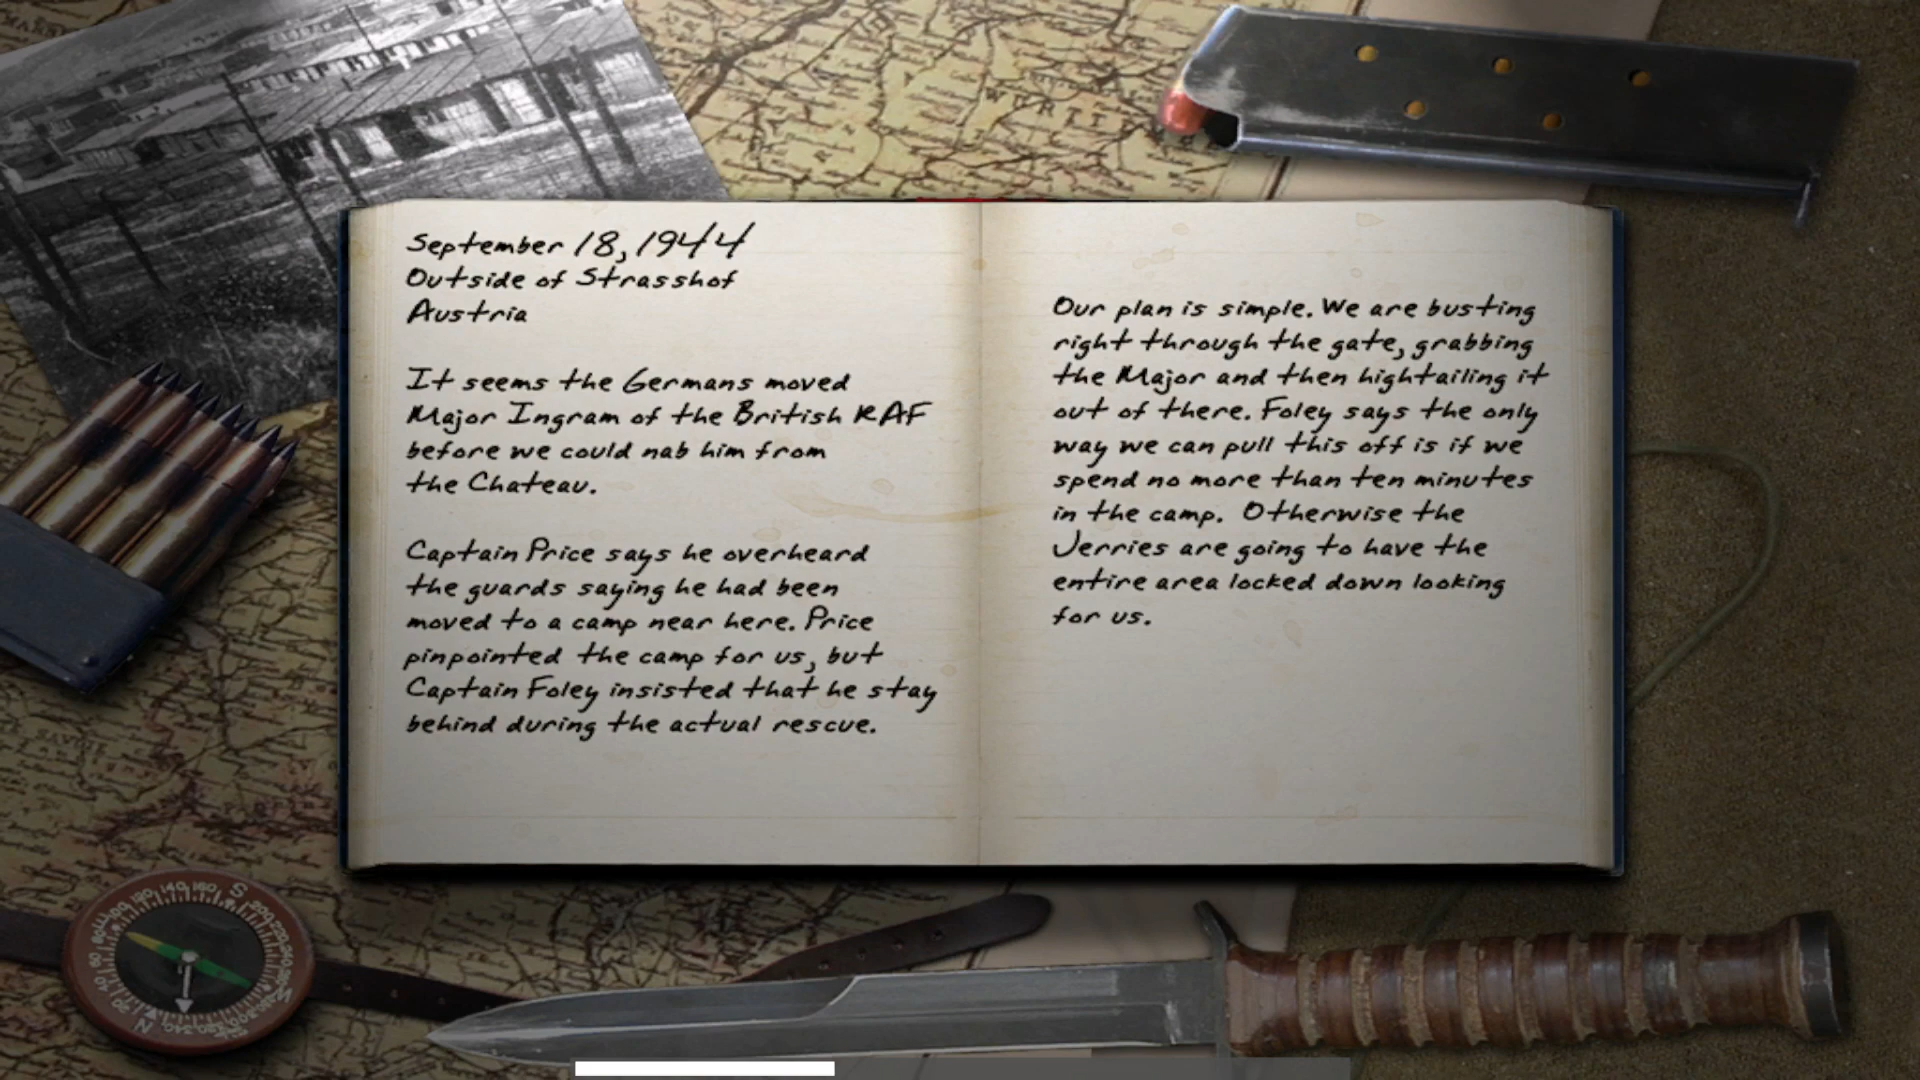 September 18, 1944
Outside of Strasshof
Austria
It seems the Germans moved
Major Ingram of the British RAF
before we could nab him from
the Chateau.
Captain Price says he overheard
the guards saying he had been
moved to a camp near here. Price
pinpointed the camp for us, but
Captain Foley insisted that he stay
behind during the actual rescue.
Our plan is simple. We are busting
right through the gate, grabbing
the Major and then hightailing it
out of there. Foley says the only
way we can pull this off is if we
spend no more than ten minutes
in the camp. Otherwise the
Jerries are going to have the
entire area locked down looking
for us.